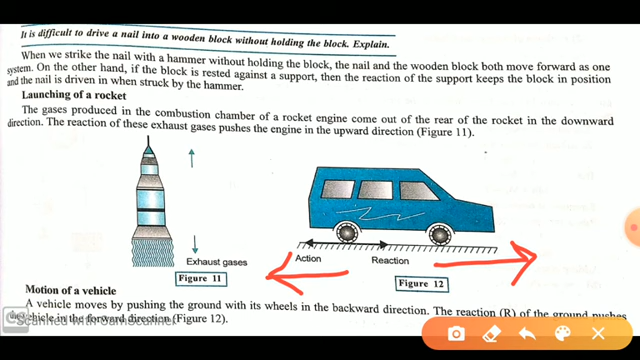 It is difficult to drive a nail into a wooden block without holding the block. Explain.
When we strike the nail with a hammer without holding the block, the nail and the wooden block both move forward as one
system. On the other hand, if the block is rested against a support, then the reaction of the support keeps the block in position
and the nail is driven in when struck by the hammer.
Launching of a rocket
The gases produced in the combustion chamber of a rocket engine come out of the rear of the rocket in the downward
direction. The reaction of these exhaust gases pushes the engine in the upward direction (Figure 11).
Exhaust gases
Figure 11
Action
Reaction
Figure 12
Motion of a vehicle
A vehicle moves by pushing the ground with its wheels in the backward direction. The reaction (R) of the ground pushes
vehicle in the forward direction (Figure 12).
CS Scanned with CamScanner